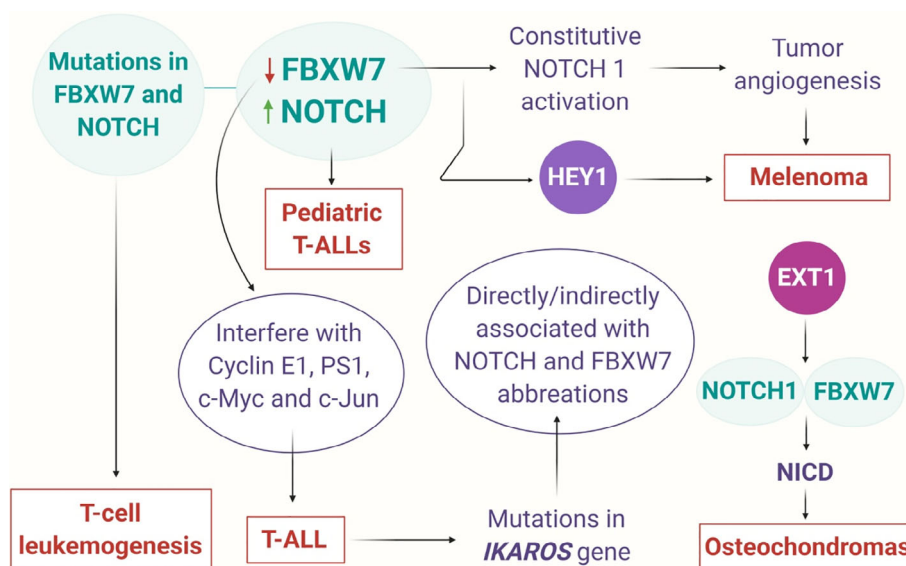 Mutations in
FBXW7 and
NOTCH
↓ FBXW7
↑ NOTCH
Constitutive
NOTCH 1
activation
Tumor
angiogenesis
HEY1
Melenoma
Pediatric
T-ALLs
EXT1
Interfere with
Cyclin E1, PS1,
c-Myc and c-Jun
Directly/indirectly
associated with
NOTCH and FBXW7
abbreations
NOTCH1
FBXW7
NICD
T-cell
leukemogenesis
T-ALL
Mutations in
IKAROS gene
Osteochondromas